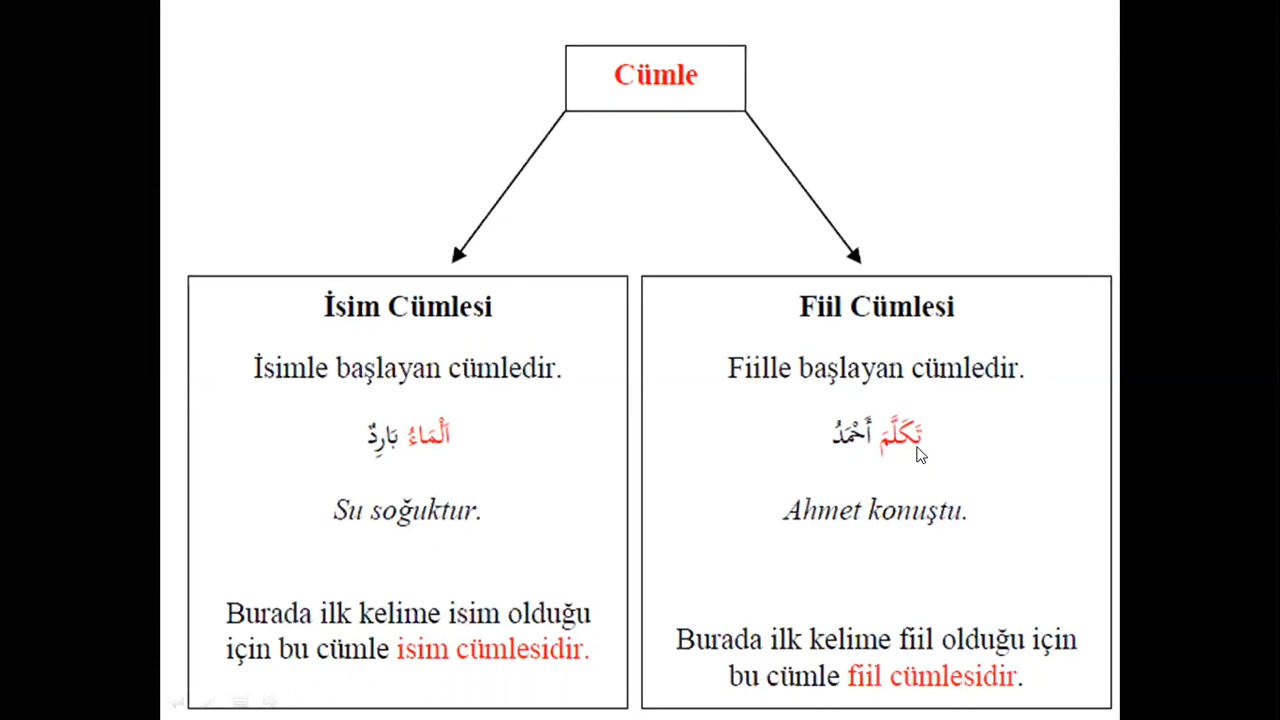 Cümle
İsim Cümlesi
İsimle başlayan cümledir.
اَلْمَاءُ بَارِدٌ
Su soğuktur.
Burada ilk kelime isim olduğu
için bu cümle isim cümlesidir.
Fiil Cümlesi
Fiille başlayan cümledir.
تَكَلَّمَ أَحْمَدُ
Ahmet konuştu.
Burada ilk kelime fiil olduğu için
bu cümle fiil cümlesidir.